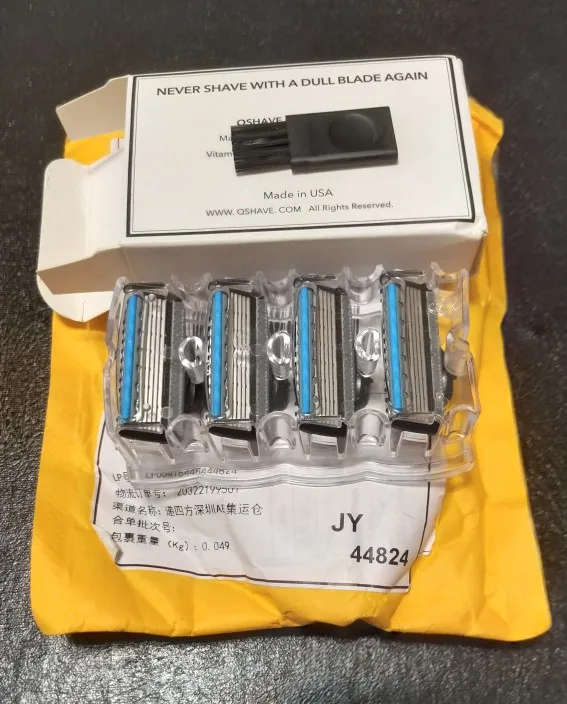 NEVER SHAVE WITH A DULL BLADE AGAIN
QSHAVE
Made in USA
WWW. QSHAVE. COM All Rights Reserved.
物流订单号: 20322199507
渠道名称: 递四方深圳AE集运仓
合单批次号:
包裹重量 (Kg): 0.049
JY
44824